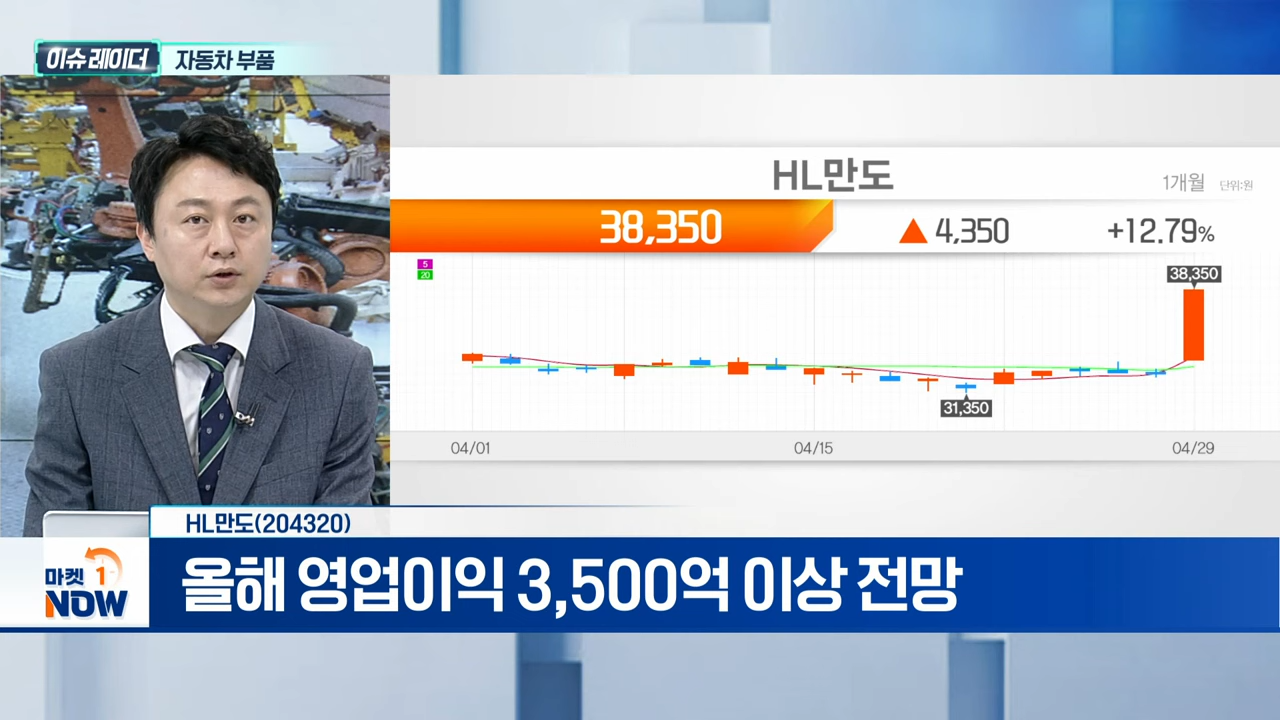 이슈 레이더 자동차 부품
HL만도
1개월 단위:원
38,350 ▲ 4,350 +12.79%
5
20
38,350
31,350
04/01 04/15 04/29
HL만도(204320)
마켓 1
NOW
올해 영업이익 3,500억 이상 전망